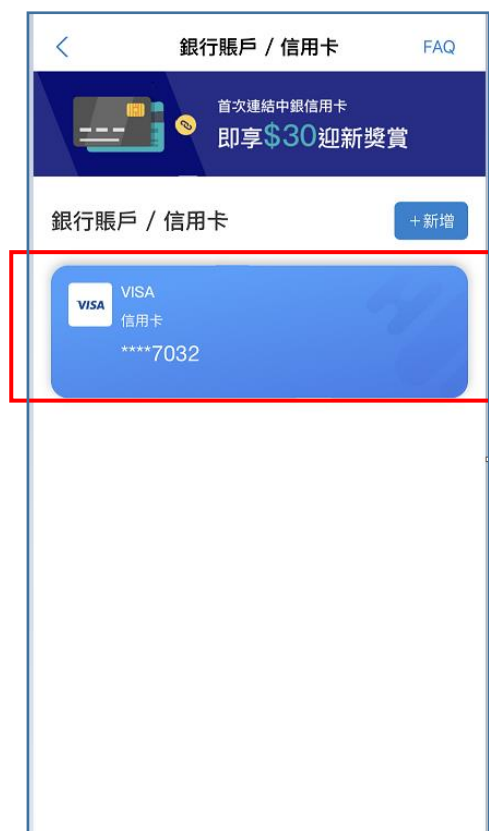 銀行賬戶 / 信用卡
FAQ
首次連結中銀信用卡
即享$30迎新獎賞
銀行賬戶 / 信用卡
+新增
VISA
VISA
信用卡
****7032